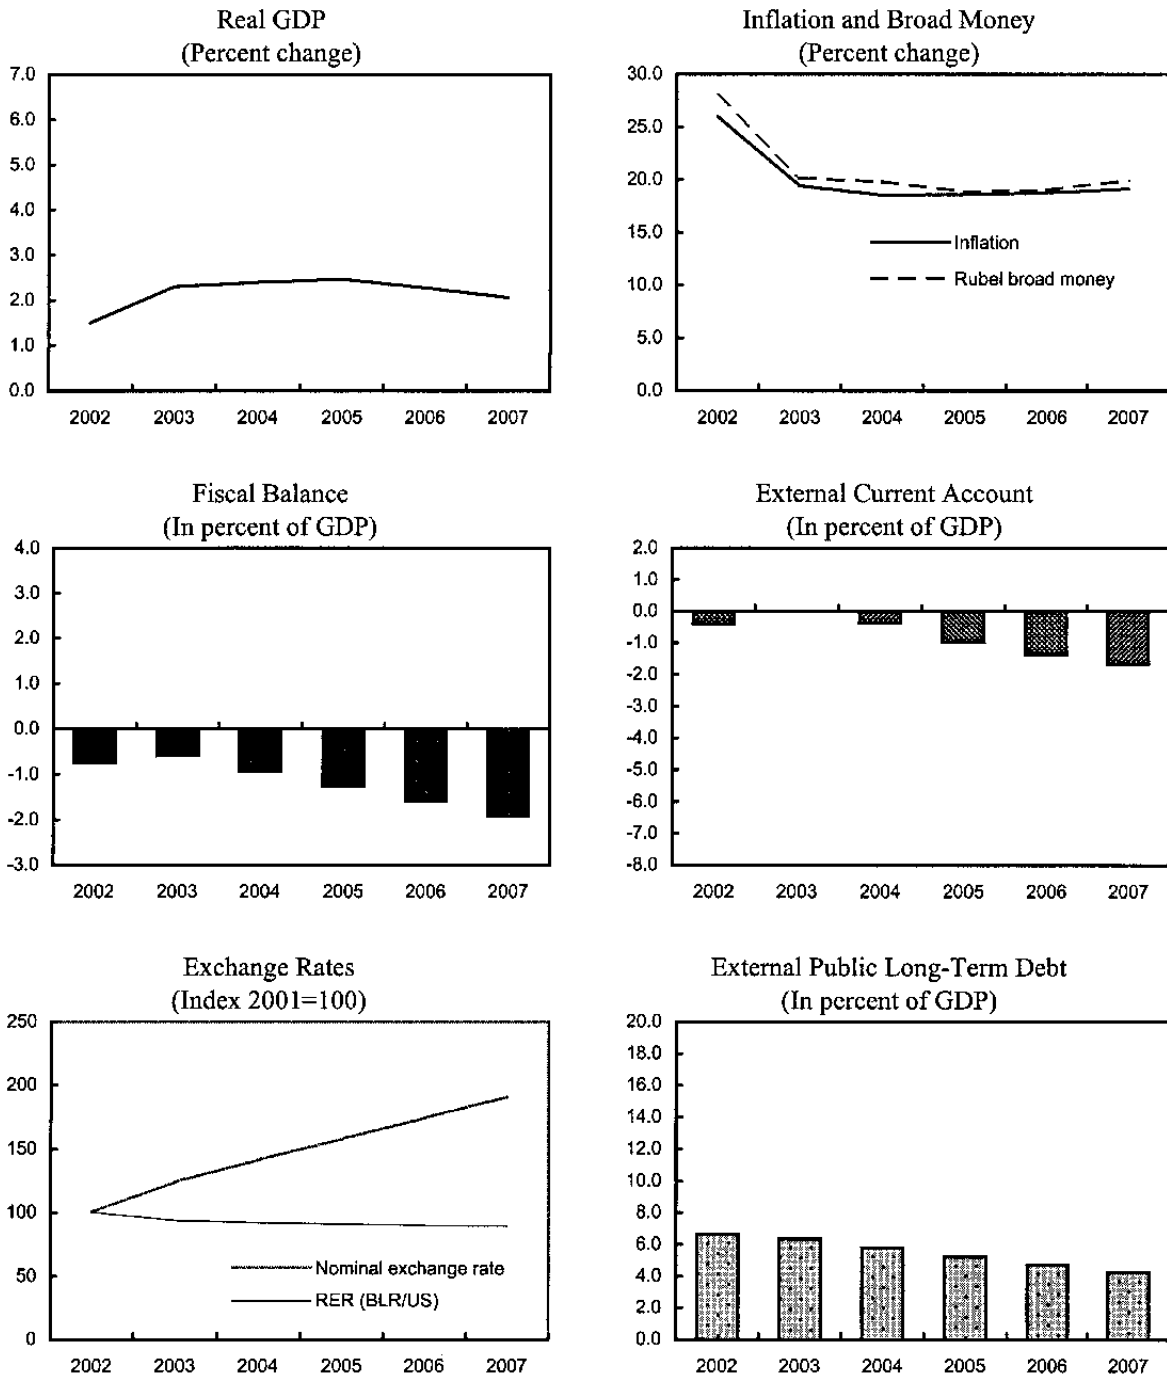 Real GDP
(Percent change)
7.0
6.0
5.0
4.0
3.0
2.0
1.0
0.0
2002 2003 2004 2005 2006 2007
Inflation and Broad Money
(Percent change)
30.0
25.0
20.0
15.0
10.0
5.0
0.0
Inflation
Rubel broad money
2002 2003 2004 2005 2006 2007
Fiscal Balance
(In percent of GDP)
4.0
3.0
2.0
1.0
0.0
-1.0
-2.0
-3.0
2002 2003 2004 2005 2006 2007
External Current Account
(In percent of GDP)
2.0
1.0
0.0
-1.0
-2.0
-3.0
-4.0
-5.0
-6.0
-7.0
-8.0
2002 2003 2004 2005 2006 2007
Exchange Rates
(Index 2001=100)
250
200
150
100
50
0
Nominal exchange rate
RER (BLR/US)
2002 2003 2004 2005 2006 2007
External Public Long-Term Debt
(In percent of GDP)
20.0
18.0
16.0
14.0
12.0
10.0
8.0
6.0
4.0
2.0
0.0
2002 2003 2004 2005 2006 2007